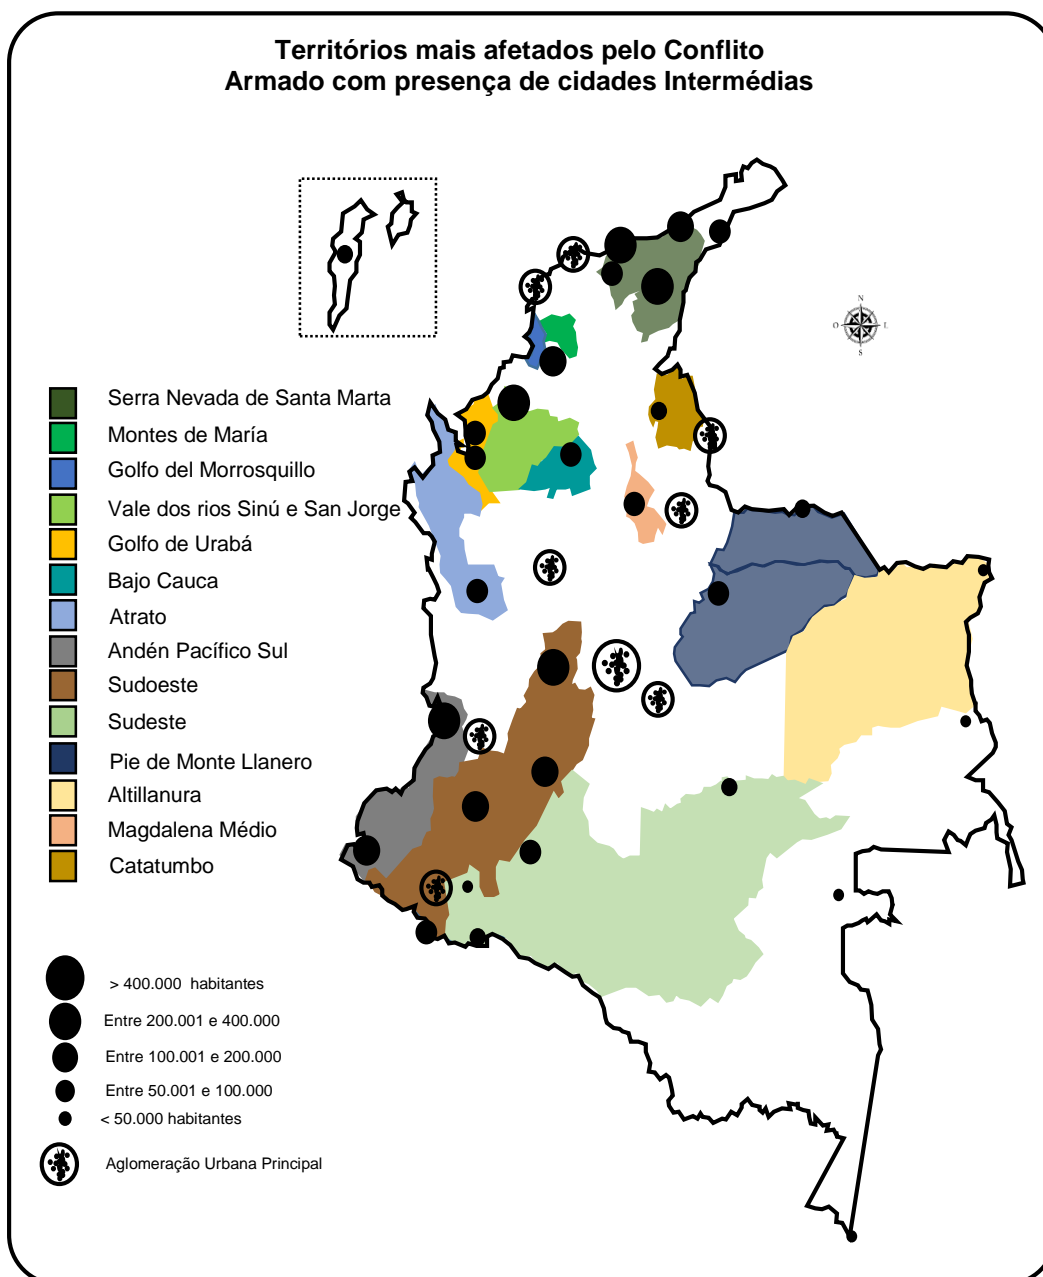 Territórios mais afetados pelo Conflito
Armado com presença de cidades Intermédias
N
O
L
S
Serra Nevada de Santa Marta
Montes de María
Golfo del Morrosquillo
Vale dos rios Sinú e San Jorge
Golfo de Urabá
Bajo Cauca
Atrato
Andén Pacífico Sul
Sudoeste
Sudeste
Pie de Monte Llanero
Altillanura
Magdalena Médio
Catatumbo
> 400.000 habitantes
Entre 200.001 e 400.000
Entre 100.001 e 200.000
Entre 50.001 e 100.000
< 50.000 habitantes
Aglomeração Urbana Principal